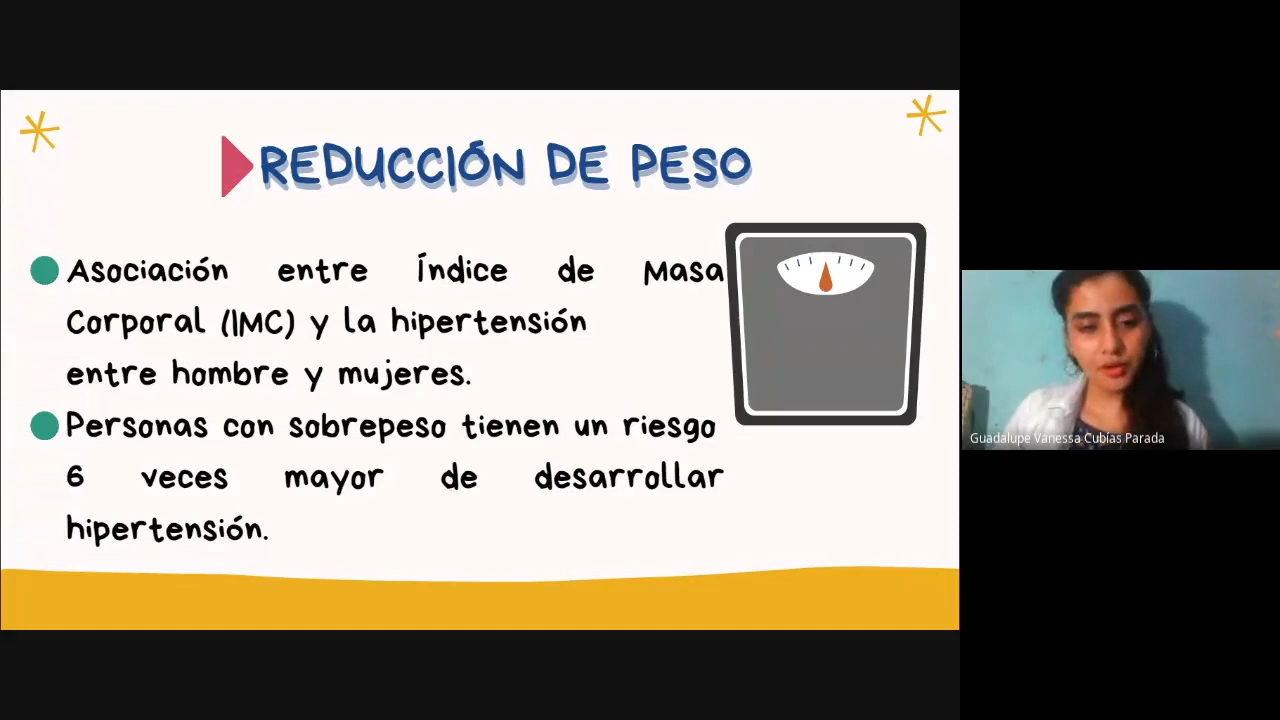 REDUCCIÓN DE PESO
Asociación entre Índice de Masa
Corporal (IMC) y la hipertensión
entre hombre y mujeres.
Personas con sobrepeso tienen un riesgo
6 veces mayor de desarrollar
hipertensión.
Guadalupe Vanessa Cubías Parada